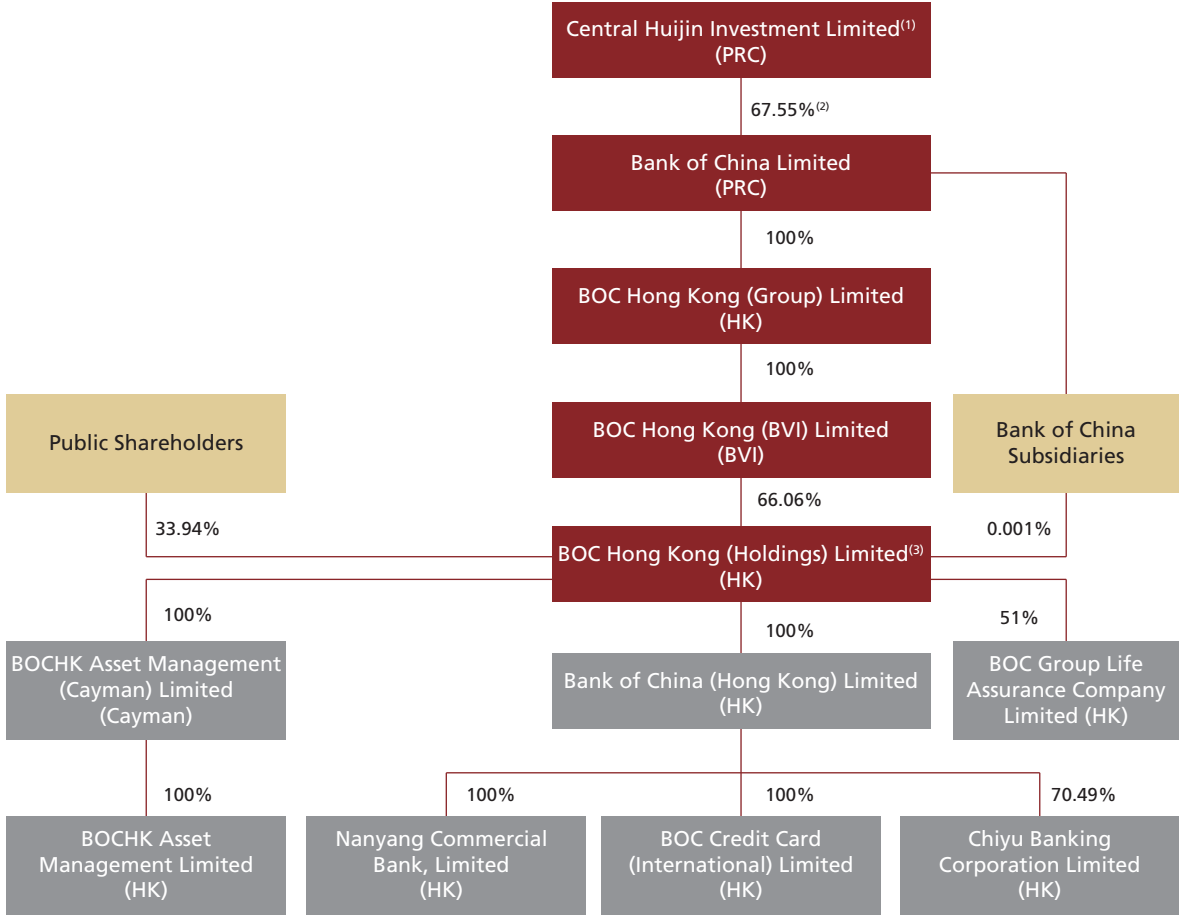 Central Huijin Investment Limited(1)
(PRC)
67.55%(2)
Bank of China Limited
(PRC)
100%
BOC Hong Kong (Group) Limited
(HK)
100%
Public Shareholders
BOC Hong Kong (BVI) Limited
(BVI)
Bank of China
Subsidiaries
33.94%
66.06%
0.001%
BOC Hong Kong (Holdings) Limited(3)
(HK)
100%
100%
51%
BOCHK Asset Management
(Cayman) Limited
(Cayman)
Bank of China (Hong Kong) Limited
(HK)
BOC Group Life
Assurance Company
Limited (HK)
100%
100%
100%
70.49%
BOCHK Asset
Management Limited
(HK)
Nanyang Commercial
Bank, Limited
(HK)
BOC Credit Card
(International) Limited
(HK)
Chiyu Banking
Corporation Limited
(HK)